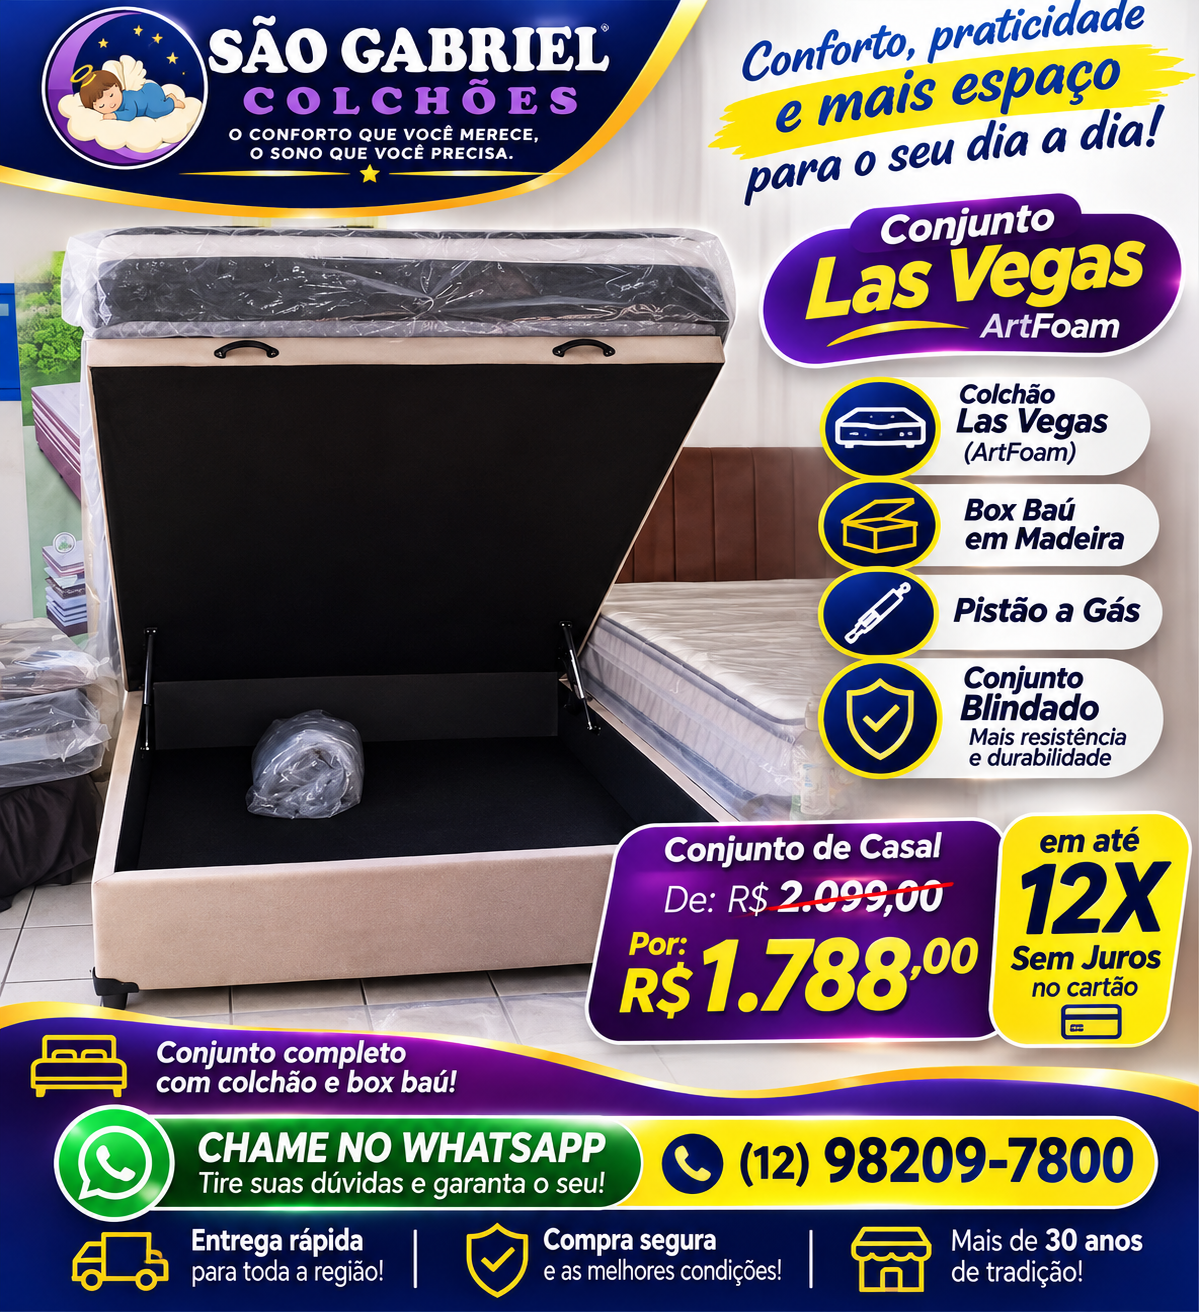 SÃO GABRIEL®
COLCHÕES
O CONFORTO QUE VOCÊ MERECE,
O SONO QUE VOCÊ PRECISA.
Conforto, praticidade
e mais espaço
para o seu dia a dia!
Conjunto
Las Vegas
ArtFoam
Colchão
Las Vegas
(ArtFoam)
Box Baú
em Madeira
Pistão a Gás
Conjunto
Blindado
Mais resistência
e durabilidade
Conjunto de Casal
De: R$ 2.099,00
Por:
R$ 1.788,00
em até
12X
Sem Juros
no cartão
Conjunto completo
com colchão e box baú!
CHAME NO WHATSAPP
Tire suas dúvidas e garanta o seu!
(12) 98209-7800
Entrega rápida
para toda a região!
Compra segura
e as melhores condições!
Mais de 30 anos
de tradição!